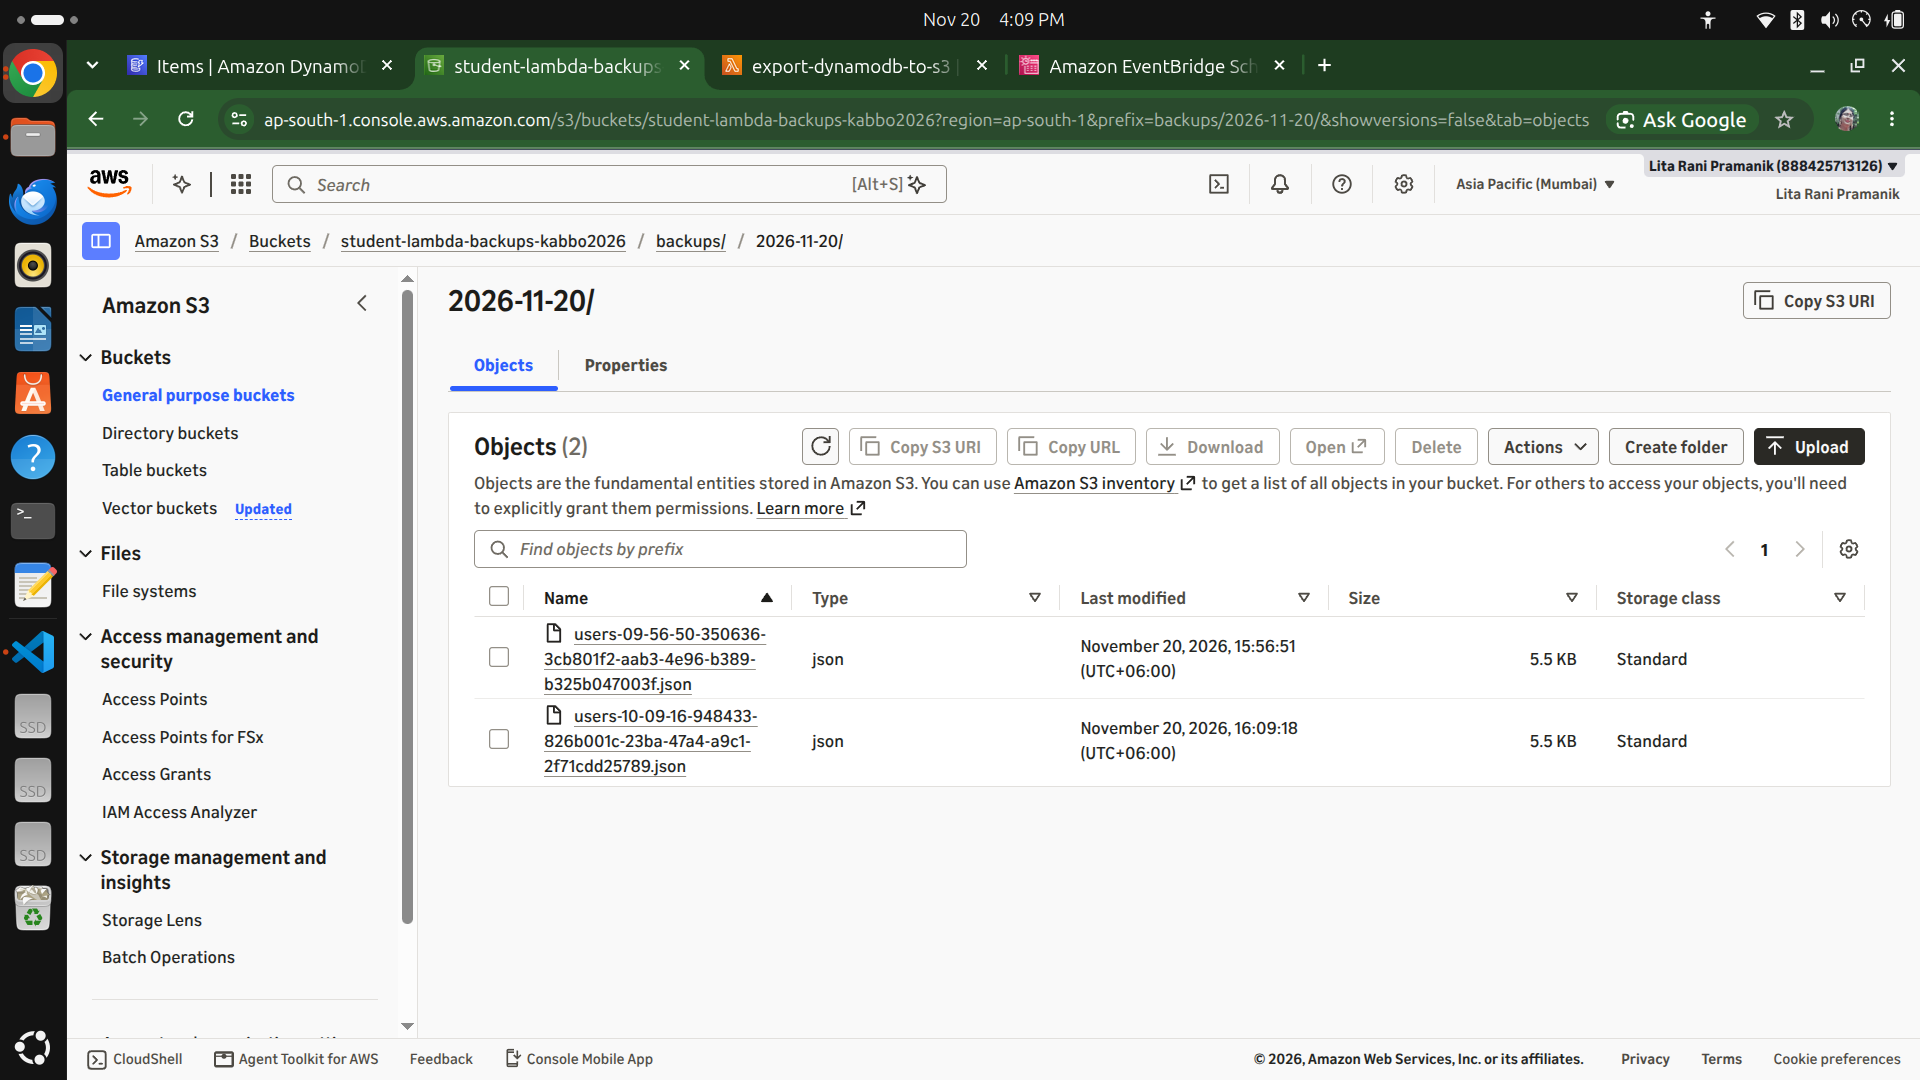 Nov 20 4:09 PM
Items | Amazon Dynamo
student-lambda-backups
export-dynamodb-to-s3 |
Amazon EventBridge Sch
ap-south-1.console.aws.amazon.com/s3/buckets/student-lambda-backups-kabbo2026?region=ap-south-1&prefix=backups/2026-11-20/&showversions=false&tab=objects
Ask Google
aws
Search
[Alt+S]
Asia Pacific (Mumbai)
Lita Rani Pramanik (888425713126)
Lita Rani Pramanik
Amazon S3 / Buckets / student-lambda-backups-kabbo2026 / backups/ / 2026-11-20/
Amazon S3
Buckets
General purpose buckets
Directory buckets
Table buckets
Vector buckets Updated
Files
File systems
Access management and
security
Access Points
Access Points for FSx
Access Grants
IAM Access Analyzer
Storage management and
insights
Storage Lens
Batch Operations
2026-11-20/
Copy S3 URI
Objects
Properties
Objects (2)
Copy S3 URI
Copy URL
Download
Open
Delete
Actions
Create folder
Upload
Objects are the fundamental entities stored in Amazon S3. You can use Amazon S3 inventory to get a list of all objects in your bucket. For others to access your objects, you'll need
to explicitly grant them permissions. Learn more
Find objects by prefix
1
Name
Type
Last modified
Size
Storage class
users-09-56-50-350636-
3cb801f2-aab3-4e96-b389-
b325b047003f.json
json
November 20, 2026, 15:56:51
(UTC+06:00)
5.5 KB
Standard
users-10-09-16-948433-
826b001c-23ba-47a4-a9c1-
2f71cdd25789.json
json
November 20, 2026, 16:09:18
(UTC+06:00)
5.5 KB
Standard
SSD
SSD
SSD
CloudShell
Agent Toolkit for AWS
Feedback
Console Mobile App
© 2026, Amazon Web Services, Inc. or its affiliates.
Privacy
Terms
Cookie preferences